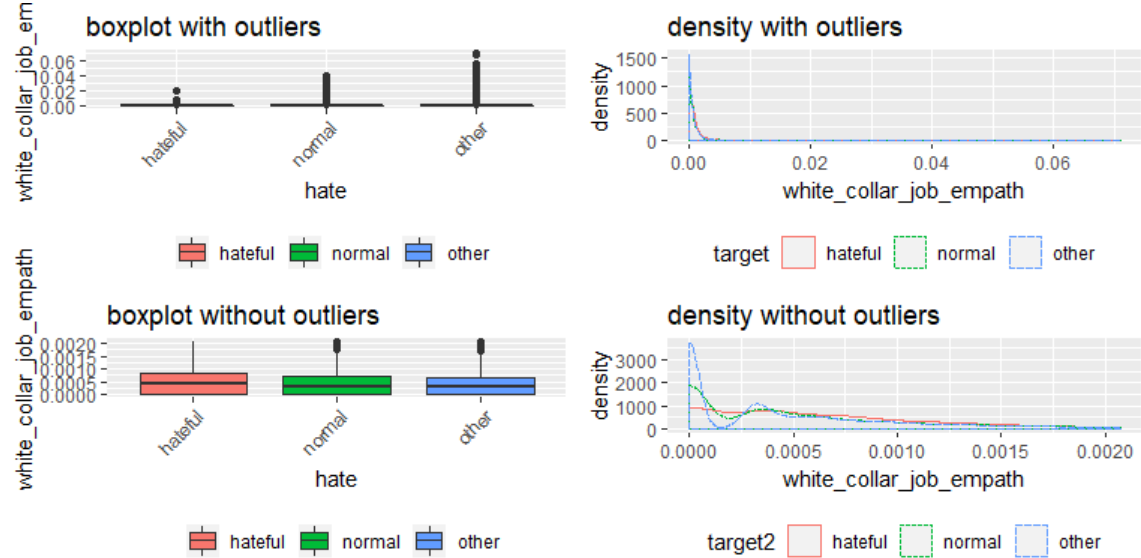 boxplot with outliers
white_collar_job_em
0.06
0.04
0.02
0.00
hateful
normal
other
hate
hateful normal other
density with outliers
density
1500
1000
500
0
0.00 0.02 0.04 0.06
white_collar_job_empath
target hateful normal other
boxplot without outliers
white_collar_job_empath
0.0020
0.0015
0.0010
0.0005
0.0000
hateful
normal
other
hate
hateful normal other
density without outliers
density
3000
2000
1000
0
0.0000 0.0005 0.0010 0.0015 0.0020
white_collar_job_empath
target2 hateful normal other